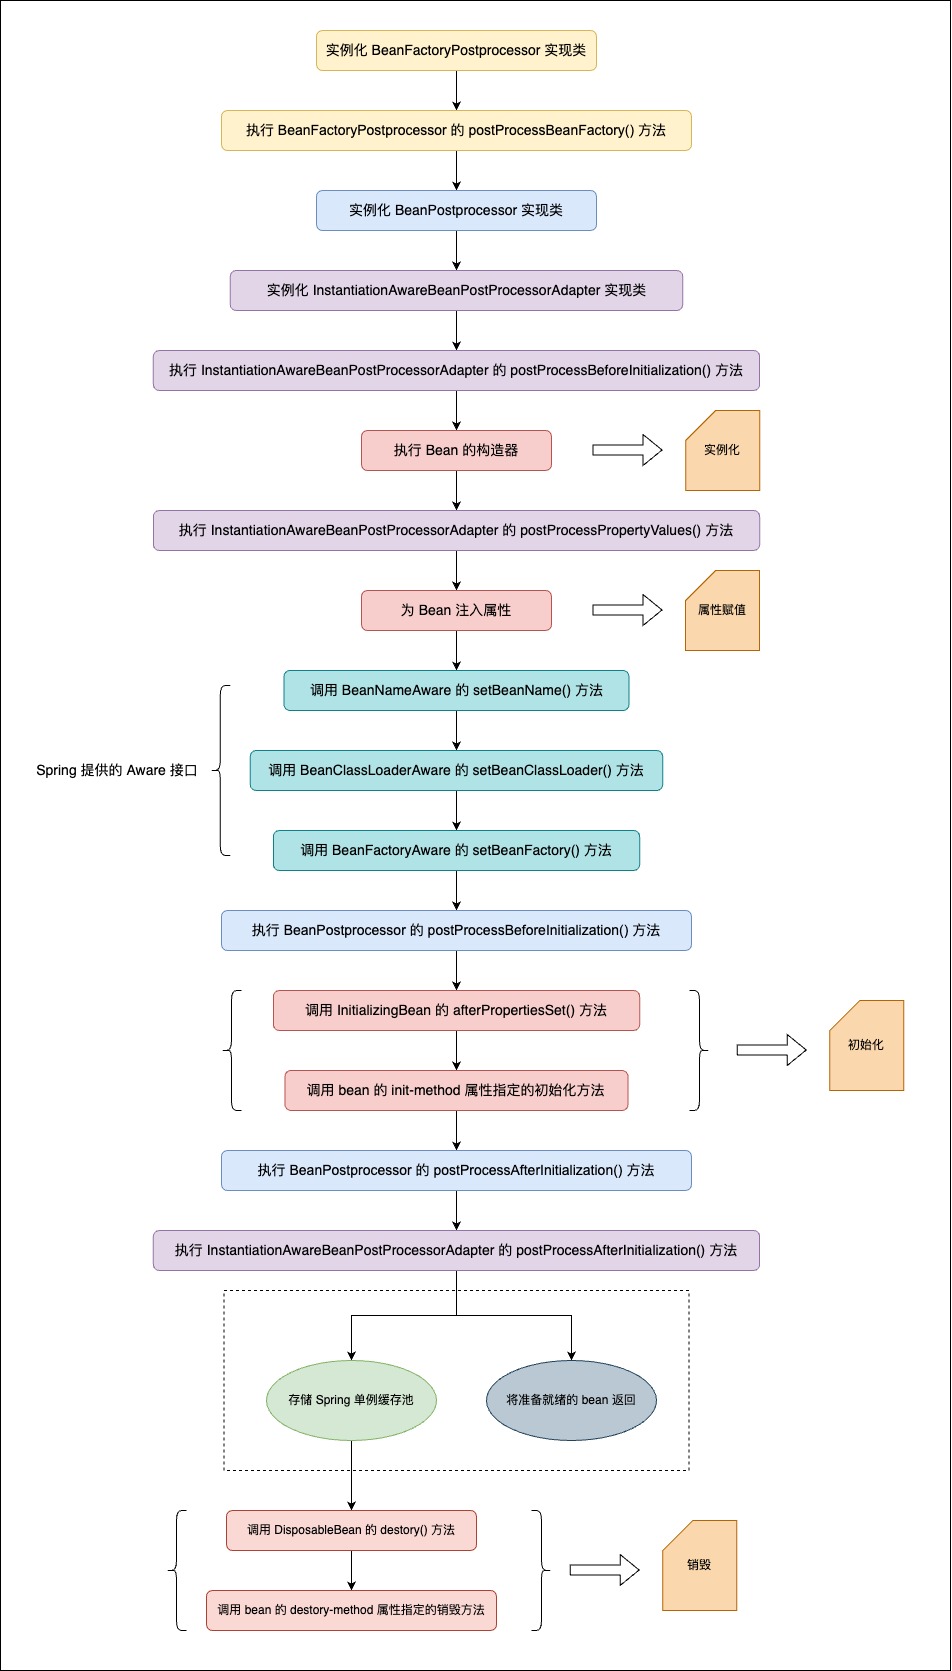 实例化 BeanFactoryPostprocessor 实现类
执行 BeanFactoryPostprocessor 的 postProcessBeanFactory() 方法
实例化 BeanPostprocessor 实现类
实例化 InstantiationAwareBeanPostProcessorAdapter 实现类
执行 InstantiationAwareBeanPostProcessorAdapter 的 postProcessBeforeInitialization() 方法
执行 Bean 的构造器
实例化
执行 InstantiationAwareBeanPostProcessorAdapter 的 postProcessPropertyValues() 方法
为 Bean 注入属性
属性赋值
调用 BeanNameAware 的 setBeanName() 方法
Spring 提供的 Aware 接口
调用 BeanClassLoaderAware 的 setBeanClassLoader() 方法
调用 BeanFactoryAware 的 setBeanFactory() 方法
执行 BeanPostprocessor 的 postProcessBeforeInitialization() 方法
调用 InitializingBean 的 afterPropertiesSet() 方法
初始化
调用 bean 的 init-method 属性指定的初始化方法
执行 BeanPostprocessor 的 postProcessAfterInitialization() 方法
执行 InstantiationAwareBeanPostProcessorAdapter 的 postProcessAfterInitialization() 方法
存储 Spring 单例缓存池
将准备就绪的 bean 返回
调用 DisposableBean 的 destory() 方法
销毁
调用 bean 的 destory-method 属性指定的销毁方法